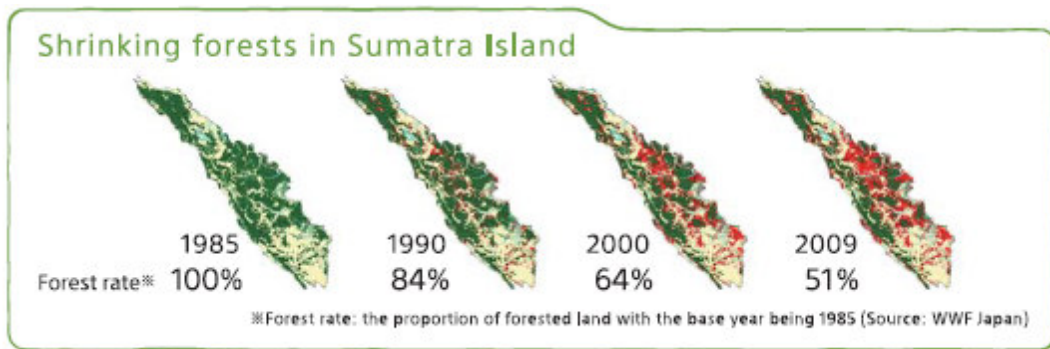 Shrinking forests in Sumatra Island
1985 1990 2000 2009
Forest rate※ 100% 84% 64% 51%
※Forest rate: the proportion of forested land with the base year being 1985 (Source: WWF Japan)